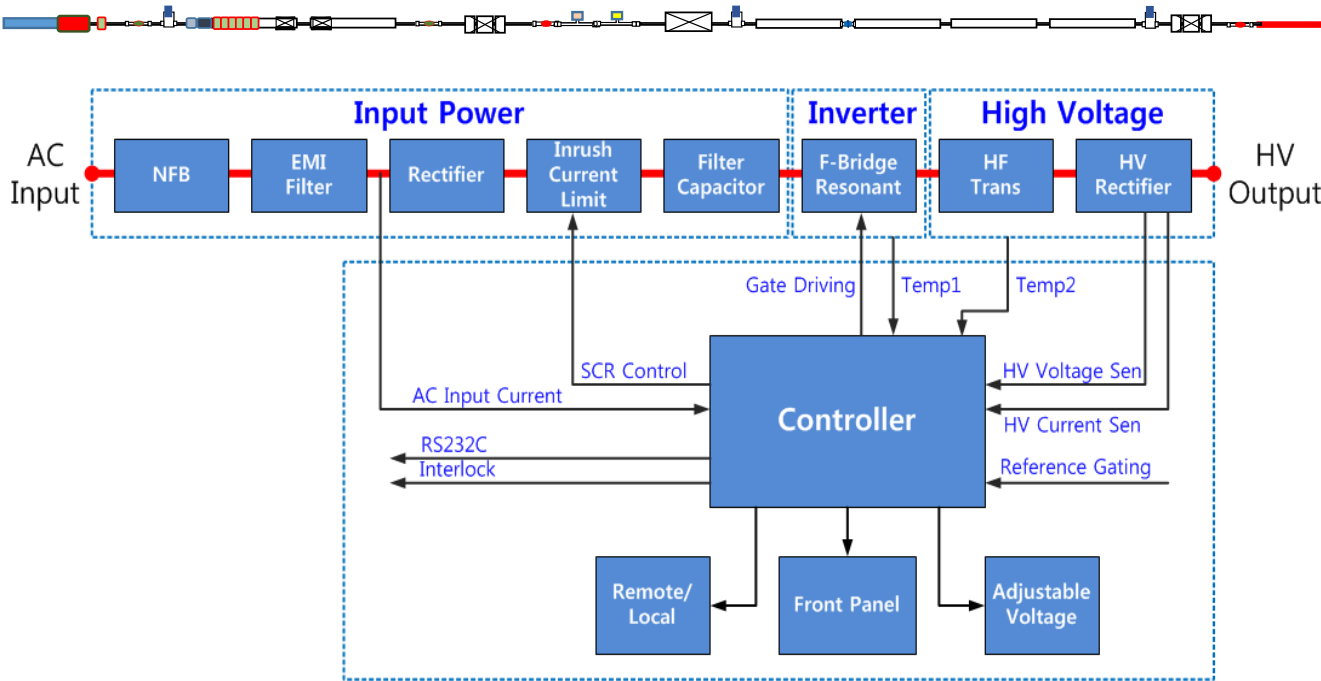 Input Power
Inverter
High Voltage
AC
Input
NFB
EMI
Filter
Rectifier
Inrush
Current
Limit
Filter
Capacitor
F-Bridge
Resonant
HF
Trans
HV
Rectifier
HV
Output
Gate Driving
Temp1
Temp2
SCR Control
AC Input Current
RS232C
Interlock
Controller
HV Voltage Sen
HV Current Sen
Reference Gating
Remote/
Local
Front Panel
Adjustable
Voltage